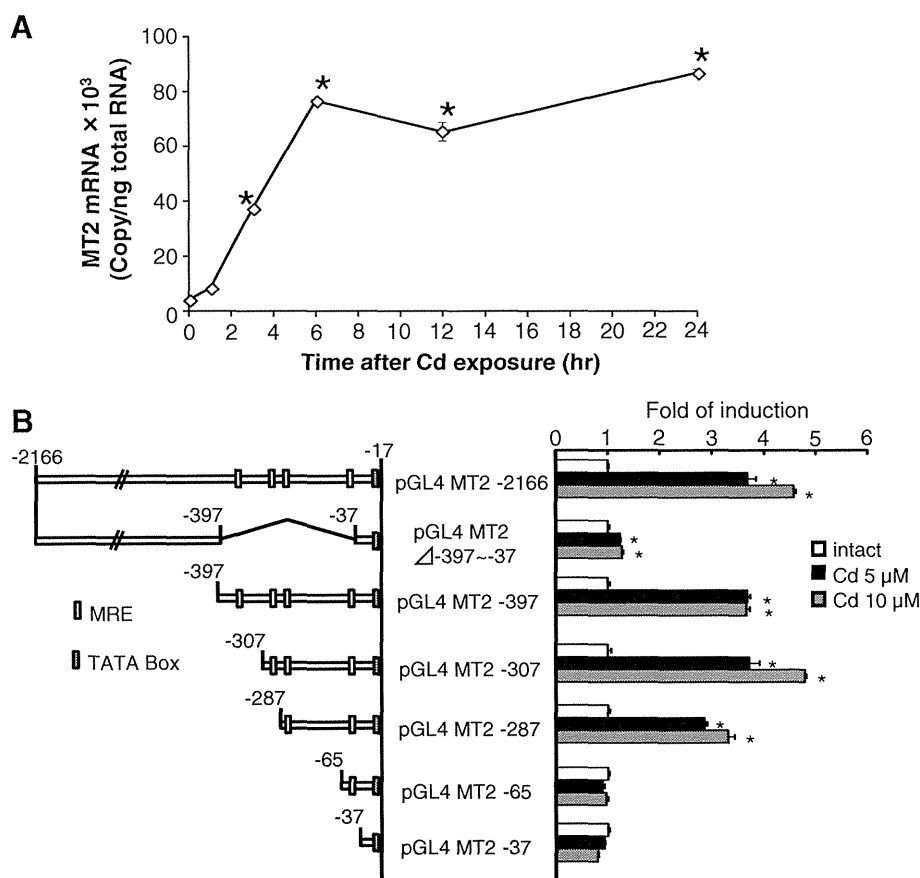 A
MT2 mRNA × 10³
(Copy/ng total RNA)
100
80
60
40
20
0
* * * *
0 2 4 6 8 10 12 14 16 18 20 22 24
Time after Cd exposure (hr)
B
Fold of induction
0 1 2 3 4 5 6
-2166
-17
pGL4 MT2 -2166
*
*
-397
-37
pGL4 MT2
⊿-397~-37
*
*
intact
Cd 5 µM
Cd 10 µM
-397
pGL4 MT2 -397
*
*
MRE
TATA Box
-307
pGL4 MT2 -307
*
*
-287
pGL4 MT2 -287
*
*
-65
pGL4 MT2 -65
-37
pGL4 MT2 -37